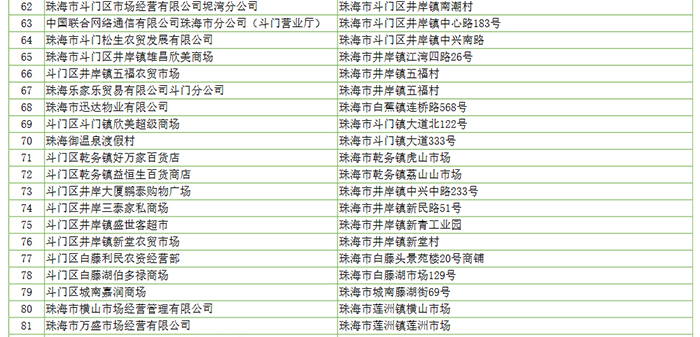 62 珠海市斗门区市场经营有限公司坭湾分公司 珠海市斗门区井岸镇南潮村
63 中国联合网络通信有限公司珠海市分公司（斗门营业厅） 珠海市斗门区井岸镇中心路183号
64 珠海市斗门松生农贸发展有限公司 珠海市斗门区井岸镇中兴南路
65 珠海市斗门区井岸镇雄昌欣美商场 珠海市斗门区井岸镇江湾四路26号
66 斗门区井岸镇五福农贸市场 珠海市井岸镇五福村
67 珠海乐家乐贸易有限公司斗门分公司 珠海市井岸镇五福村
68 珠海市迅达物业有限公司 珠海市白蕉镇连桥路568号
69 斗门区斗门镇欣美超级商场 珠海市斗门镇大道北122号
70 珠海御温泉渡假村 珠海市斗门镇大道333号
71 斗门区乾务镇好万家百货店 珠海市乾务镇虎山市场
72 斗门区乾务镇益恒生百货商店 珠海市乾务镇荔山山市场
73 斗门区井岸大厦鹏泰购物广场 珠海市井岸镇中兴中路233号
74 斗门区井岸三泰家私商场 珠海市井岸镇新民路51号
75 斗门区井岸镇盛世客超市 珠海市井岸镇新青工业园
76 斗门区井岸镇新堂农贸市场 珠海市井岸镇新堂村
77 斗门区白藤利民农资经营部 珠海市白藤头景苑楼20号商铺
78 斗门区白藤湖伯多禄商场 珠海市白藤湖市场129号
79 斗门区城南嘉润商场 珠海市城南藤湖街69号
80 珠海市横山市场经营管理有限公司 珠海市莲洲镇横山市场
81 珠海市万盛市场经营有限公司 珠海市莲洲镇莲洲市场